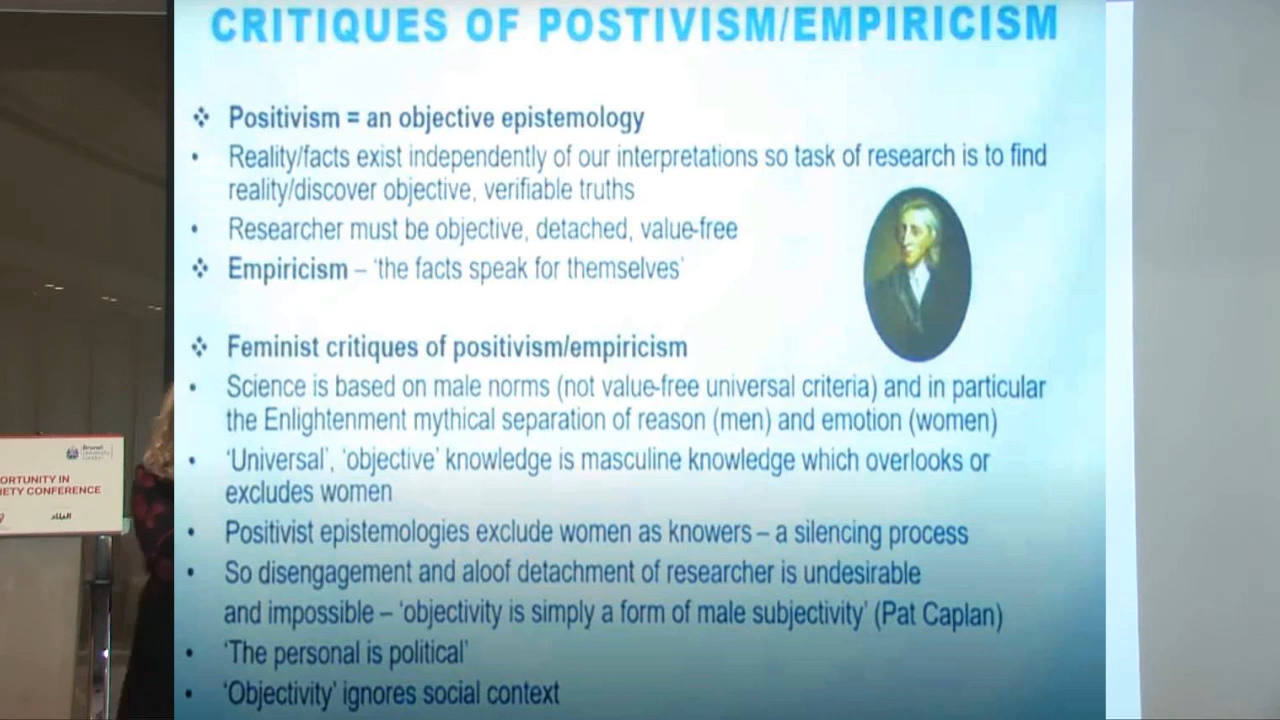 CRITIQUES OF POSTIVISM/EMPIRICISM
❖ Positivism = an objective epistemology
• Reality/facts exist independently of our interpretations so task of research is to find
reality/discover objective, verifiable truths
• Researcher must be objective, detached, value-free
❖ Empiricism – 'the facts speak for themselves'
❖ Feminist critiques of positivism/empiricism
• Science is based on male norms (not value-free universal criteria) and in particular
the Enlightenment mythical separation of reason (men) and emotion (women)
• 'Universal', 'objective' knowledge is masculine knowledge which overlooks or
excludes women
• Positivist epistemologies exclude women as knowers – a silencing process
• So disengagement and aloof detachment of researcher is undesirable
and impossible – 'objectivity is simply a form of male subjectivity' (Pat Caplan)
• 'The personal is political'
• 'Objectivity' ignores social context
Brunel
University
London
ORTUNITY IN
IETY CONFERENCE